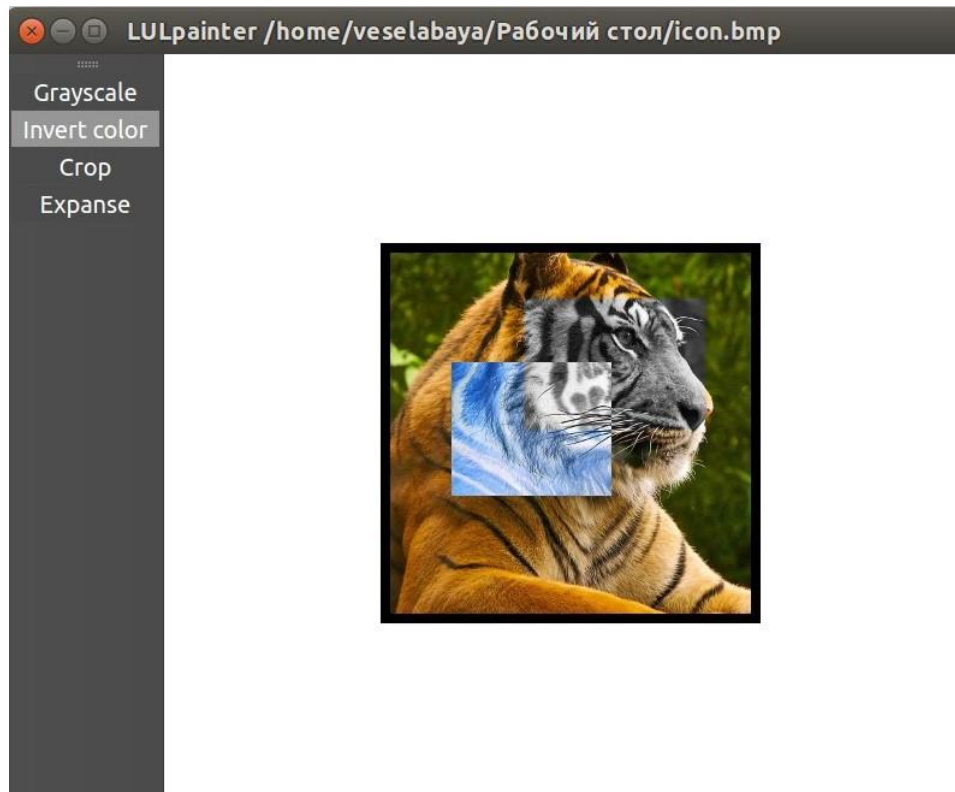 LULpainter /home/veselabaya/Рабочий стол/icon.bmp
Grayscale
Invert color
Crop
Expanse